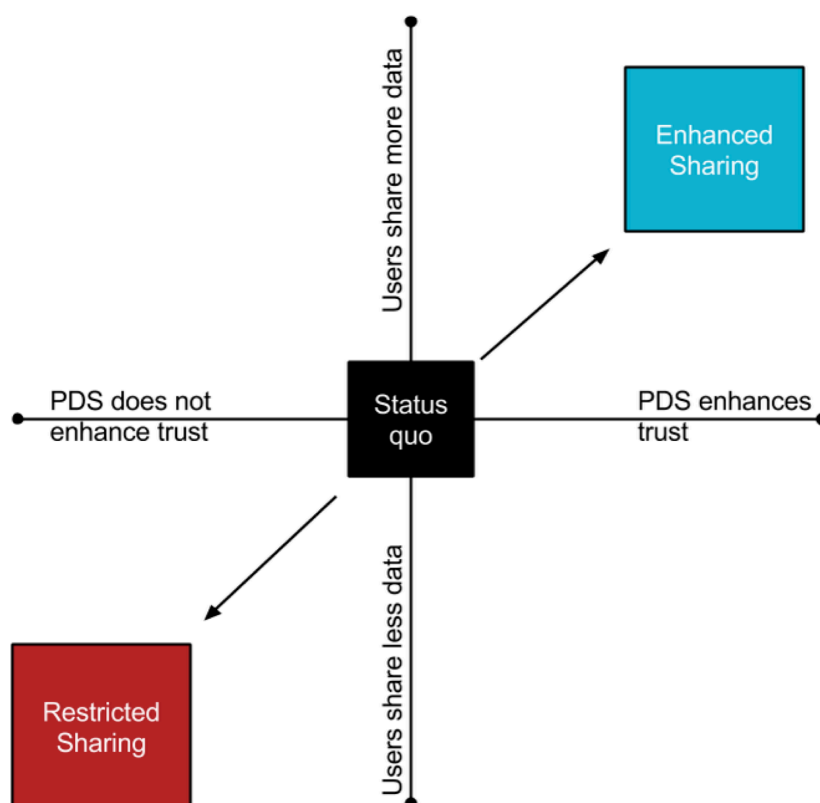 Users share more data
Enhanced
Sharing
PDS does not
enhance trust
Status
quo
PDS enhances
trust
Users share less data
Restricted
Sharing